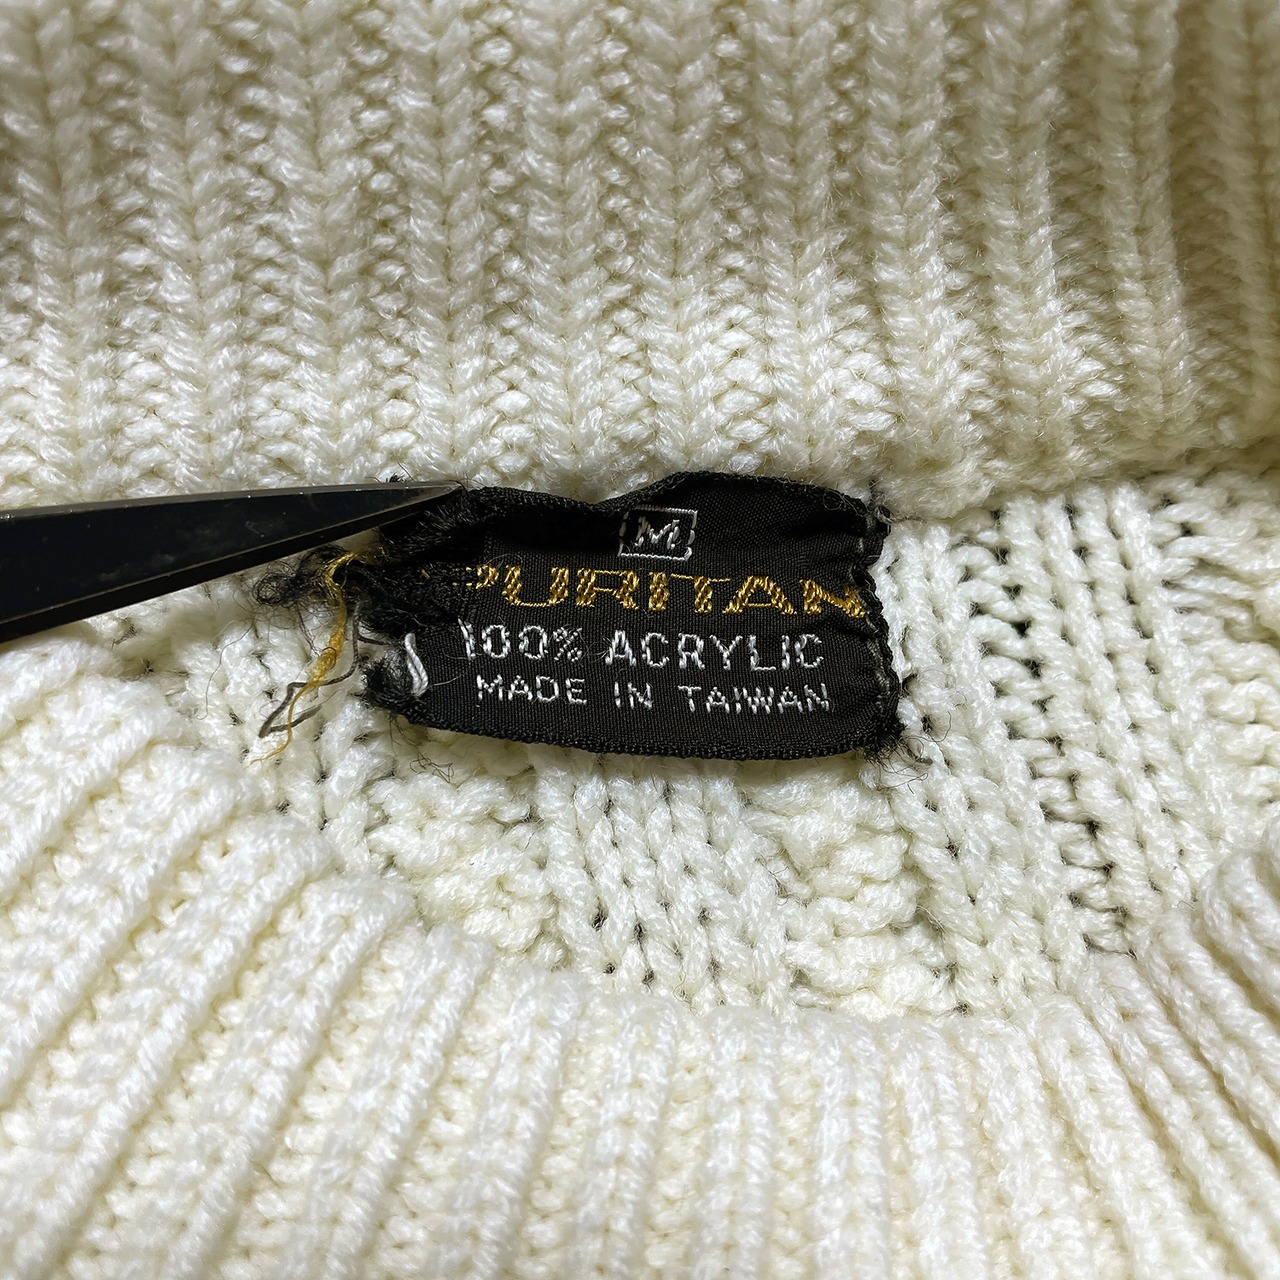 M
PURITAN
100% ACRYLIC
MADE IN TAIWAN